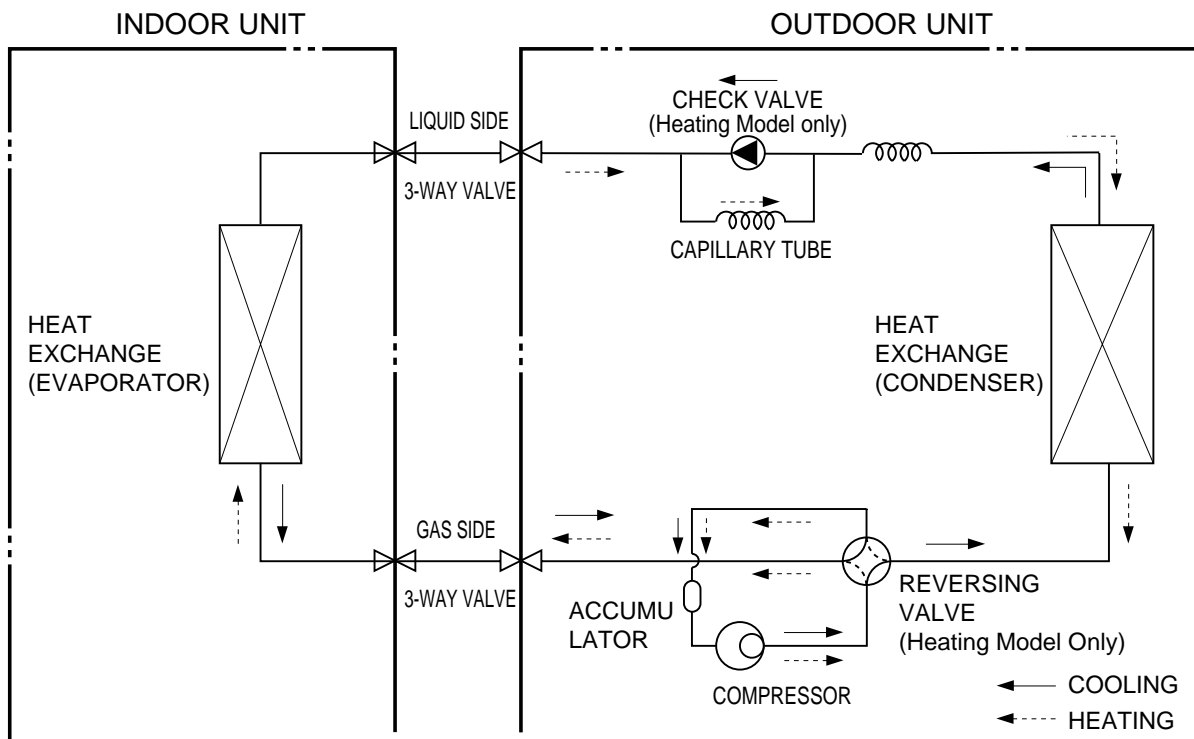 INDOOR UNIT
OUTDOOR UNIT
LIQUID SIDE
3-WAY VALVE
CHECK VALVE
(Heating Model only)
CAPILLARY TUBE
HEAT
EXCHANGE
(EVAPORATOR)
HEAT
EXCHANGE
(CONDENSER)
GAS SIDE
3-WAY VALVE
ACCUMU
LATOR
COMPRESSOR
REVERSING
VALVE
(Heating Model Only)
COOLING
HEATING